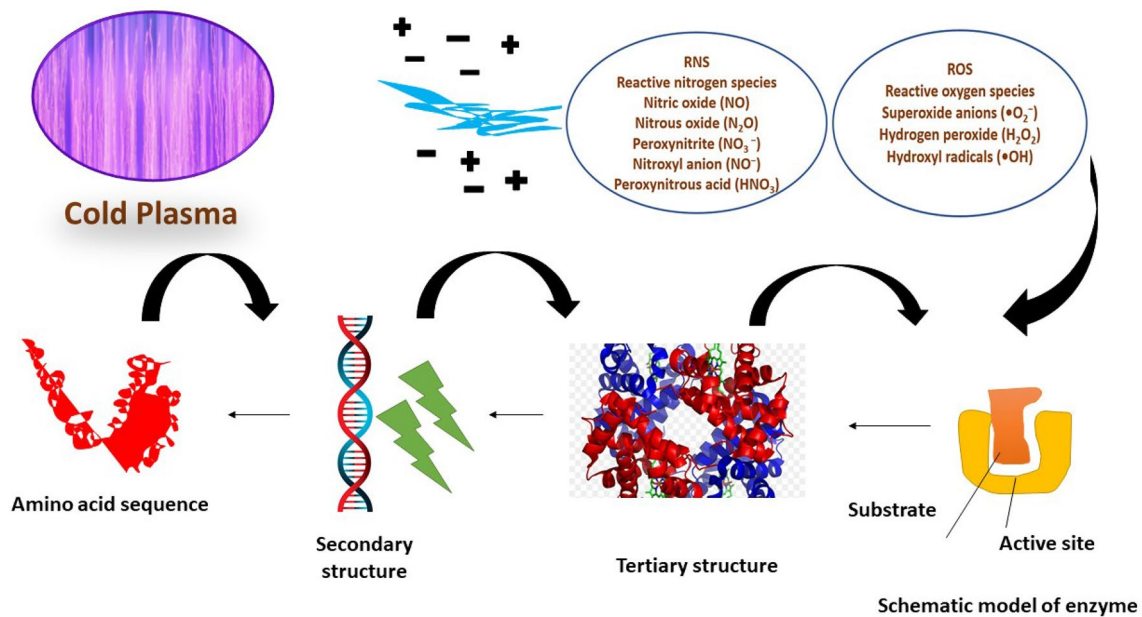 Cold Plasma
RNS
Reactive nitrogen species
Nitric oxide (NO)
Nitrous oxide (N₂O)
Peroxynitrite (NO₃⁻)
Nitroxyl anion (NO⁻)
Peroxynitrous acid (HNO₃)
ROS
Reactive oxygen species
Superoxide anions (•O₂⁻)
Hydrogen peroxide (H₂O₂)
Hydroxyl radicals (•OH)
Amino acid sequence
Secondary
structure
Tertiary structure
Substrate
Active site
Schematic model of enzyme